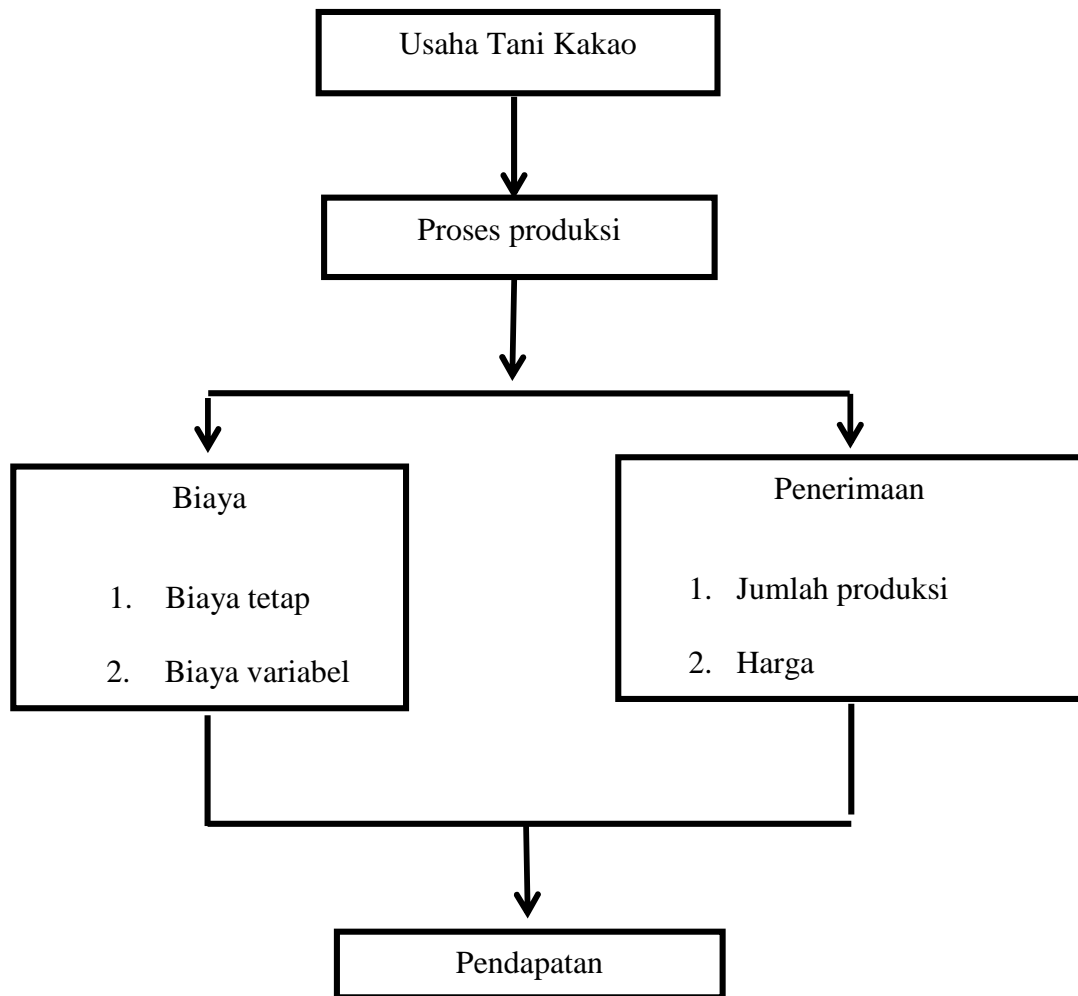 Usaha Tani Kakao
Proses produksi
Biaya
1. Biaya tetap
2. Biaya variabel
Penerimaan
1. Jumlah produksi
2. Harga
Pendapatan